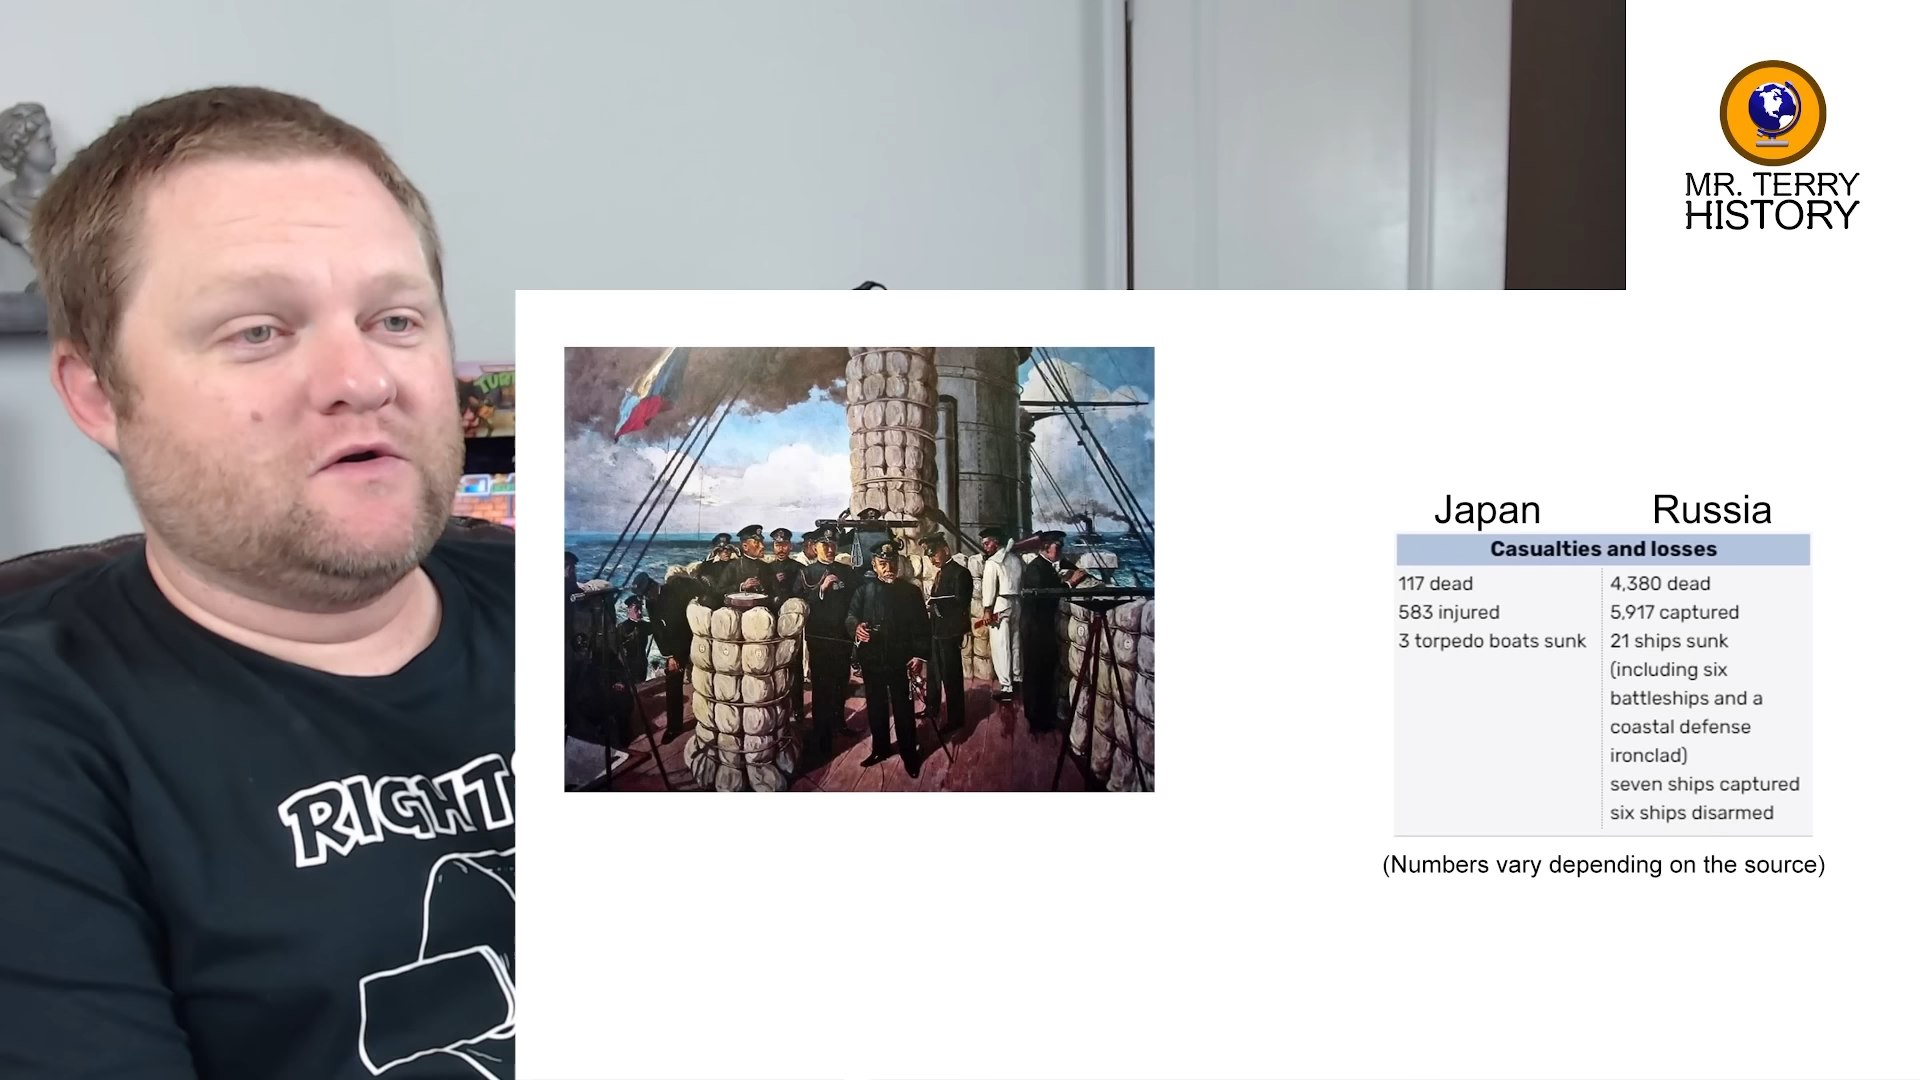 MR. TERRY
HISTORY
TURT
RIGHT
Japan Russia
Casualties and losses
117 dead
583 injured
3 torpedo boats sunk
4,380 dead
5,917 captured
21 ships sunk
(including six
battleships and a
coastal defense
ironclad)
seven ships captured
six ships disarmed
(Numbers vary depending on the source)